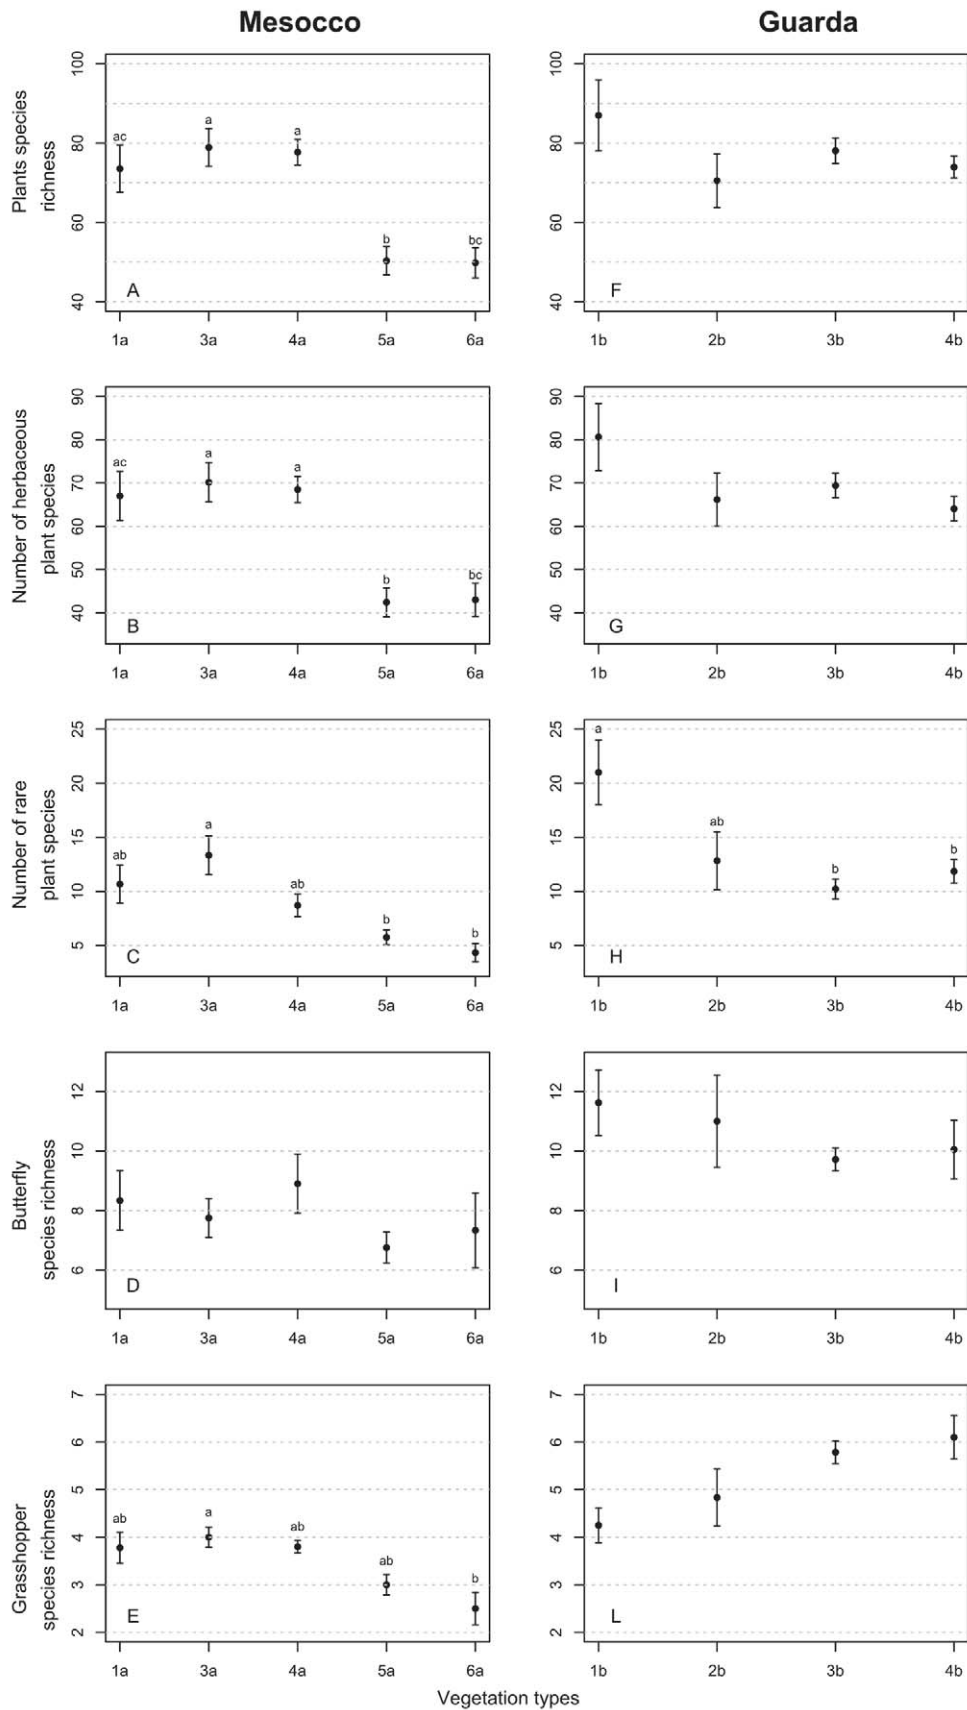 Mesocco Guarda
Plants species
richness
100
80
60
40
ac a a b bc
A
1a 3a 4a 5a 6a
100
80
60
40
F
1b 2b 3b 4b
Number of herbaceous
plant species
90
80
70
60
50
40
ac a a b bc
B
1a 3a 4a 5a 6a
90
80
70
60
50
40
G
1b 2b 3b 4b
Number of rare
plant species
25
20
15
10
5
ab a ab b b
C
1a 3a 4a 5a 6a
25
20
15
10
5
a ab b b
H
1b 2b 3b 4b
Butterfly
species richness
12
10
8
6
D
1a 3a 4a 5a 6a
12
10
8
6
I
1b 2b 3b 4b
Grasshopper
species richness
7
6
5
4
3
2
ab a ab ab b
E
1a 3a 4a 5a 6a
7
6
5
4
3
2
L
1b 2b 3b 4b
Vegetation types